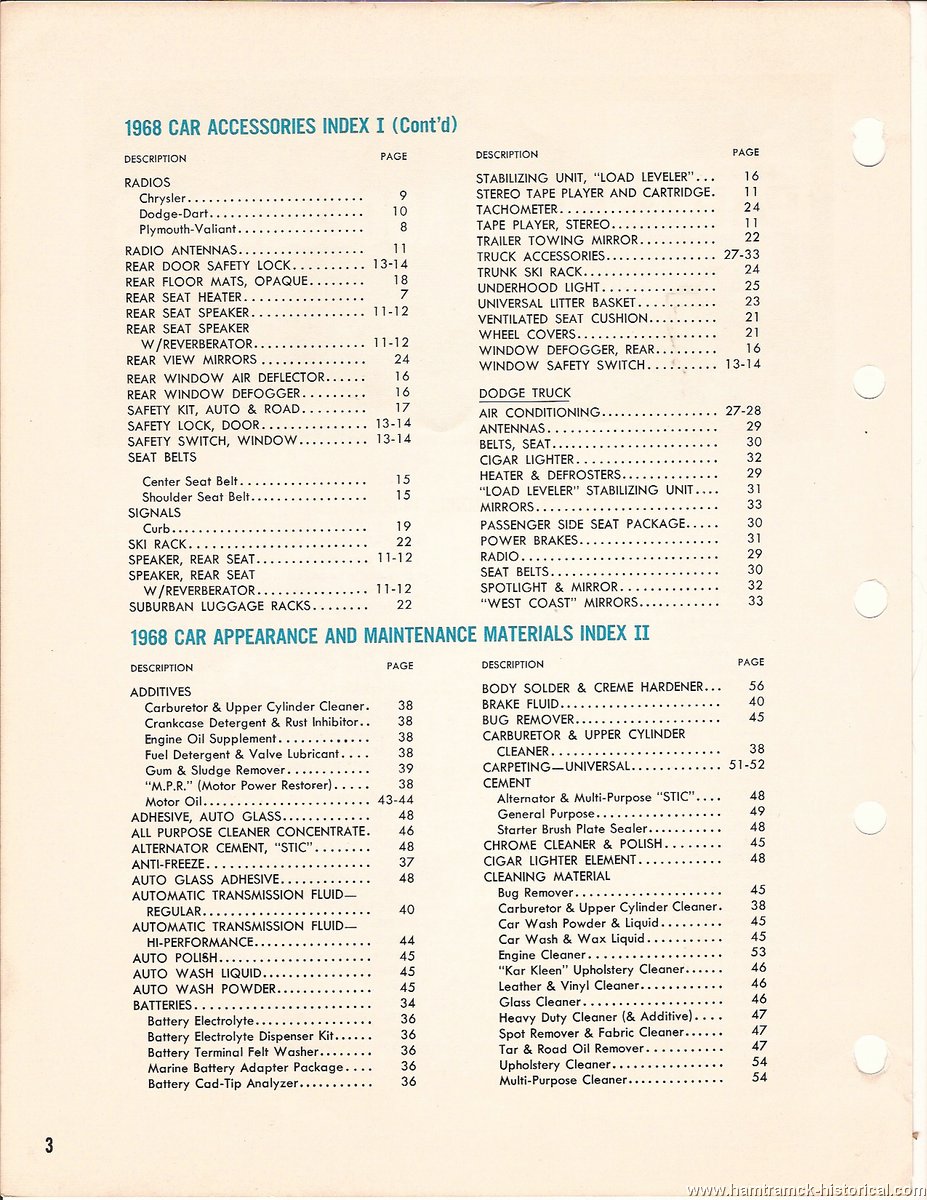 1968 CAR ACCESSORIES INDEX I (Cont'd)
DESCRIPTION PAGE
RADIOS
Chrysler......................... 9
Dodge-Dart...................... 10
Plymouth-Valiant.................. 8
RADIO ANTENNAS.................. 11
REAR DOOR SAFETY LOCK.......... 13-14
REAR FLOOR MATS, OPAQUE........ 18
REAR SEAT HEATER................. 7
REAR SEAT SPEAKER................ 11-12
REAR SEAT SPEAKER
W/REVERBERATOR................ 11-12
REAR VIEW MIRRORS ............... 24
REAR WINDOW AIR DEFLECTOR...... 16
REAR WINDOW DEFOGGER......... 16
SAFETY KIT, AUTO & ROAD......... 17
SAFETY LOCK, DOOR............... 13-14
SAFETY SWITCH, WINDOW.......... 13-14
SEAT BELTS
Center Seat Belt.................. 15
Shoulder Seat Belt................ 15
SIGNALS
Curb............................ 19
SKI RACK......................... 22
SPEAKER, REAR SEAT................ 11-12
SPEAKER, REAR SEAT
W/REVERBERATOR................ 11-12
SUBURBAN LUGGAGE RACKS........ 22
DESCRIPTION PAGE
STABILIZING UNIT, "LOAD LEVELER"... 16
STEREO TAPE PLAYER AND CARTRIDGE. 11
TACHOMETER...................... 24
TAPE PLAYER, STEREO............... 11
TRAILER TOWING MIRROR........... 22
TRUCK ACCESSORIES................ 27-33
TRUNK SKI RACK................... 24
UNDERHOOD LIGHT................ 25
UNIVERSAL LITTER BASKET........... 23
VENTILATED SEAT CUSHION.......... 21
WHEEL COVERS.................... 21
WINDOW DEFOGGER, REAR......... 16
WINDOW SAFETY SWITCH.......... 13-14
DODGE TRUCK
AIR CONDITIONING................ 27-28
ANTENNAS........................ 29
BELTS, SEAT....................... 30
CIGAR LIGHTER.................... 32
HEATER & DEFROSTERS.............. 29
"LOAD LEVELER" STABILIZING UNIT.... 31
MIRRORS.......................... 33
PASSENGER SIDE SEAT PACKAGE..... 30
POWER BRAKES.................... 31
RADIO............................ 29
SEAT BELTS........................ 30
SPOTLIGHT & MIRROR.............. 32
"WEST COAST" MIRRORS............ 33
1968 CAR APPEARANCE AND MAINTENANCE MATERIALS INDEX II
DESCRIPTION PAGE
ADDITIVES
Carburetor & Upper Cylinder Cleaner. 38
Crankcase Detergent & Rust Inhibitor.. 38
Engine Oil Supplement............. 38
Fuel Detergent & Valve Lubricant.... 38
Gum & Sludge Remover............ 39
"M.P.R." (Motor Power Restorer)..... 38
Motor Oil........................ 43-44
ADHESIVE, AUTO GLASS............. 48
ALL PURPOSE CLEANER CONCENTRATE. 46
ALTERNATOR CEMENT, "STIC"........ 48
ANTI-FREEZE....................... 37
AUTO GLASS ADHESIVE............. 48
AUTOMATIC TRANSMISSION FLUID—
REGULAR........................ 40
AUTOMATIC TRANSMISSION FLUID—
HI-PERFORMANCE................. 44
AUTO POLISH...................... 45
AUTO WASH LIQUID................ 45
AUTO WASH POWDER.............. 45
BATTERIES......................... 34
Battery Electrolyte................. 36
Battery Electrolyte Dispenser Kit...... 36
Battery Terminal Felt Washer........ 36
Marine Battery Adapter Package.... 36
Battery Cad-Tip Analyzer........... 36
DESCRIPTION PAGE
BODY SOLDER & CREME HARDENER... 56
BRAKE FLUID....................... 40
BUG REMOVER..................... 45
CARBURETOR & UPPER CYLINDER
CLEANER........................ 38
CARPETING—UNIVERSAL............. 51-52
CEMENT
Alternator & Multi-Purpose "STIC".... 48
General Purpose.................. 49
Starter Brush Plate Sealer........... 48
CHROME CLEANER & POLISH........ 45
CIGAR LIGHTER ELEMENT............ 48
CLEANING MATERIAL
Bug Remover..................... 45
Carburetor & Upper Cylinder Cleaner. 38
Car Wash Powder & Liquid......... 45
Car Wash & Wax Liquid........... 45
Engine Cleaner................... 53
"Kar Kleen" Upholstery Cleaner...... 46
Leather & Vinyl Cleaner............ 46
Glass Cleaner.................... 46
Heavy Duty Cleaner (& Additive).... 47
Spot Remover & Fabric Cleaner...... 47
Tar & Road Oil Remover........... 47
Upholstery Cleaner................ 54
Multi-Purpose Cleaner.............. 54
3
www.hamtramck-historical.com